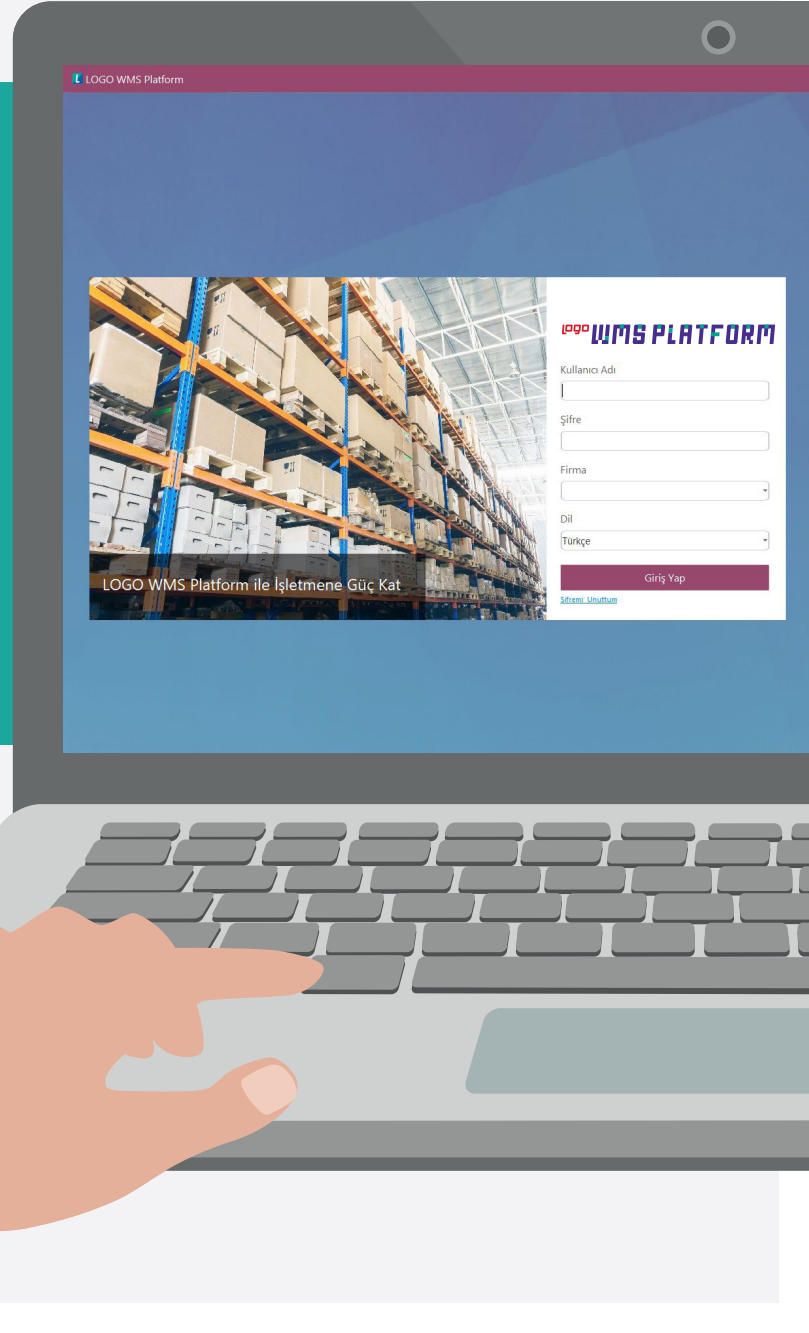 LOGO WMS Platform
logo WMS PLATFORM
Kullanıcı Adı
Şifre
Firma
Dil
Türkçe
Giriş Yap
Şifremi Unuttum
LOGO WMS Platform ile İşletmene Güç Kat